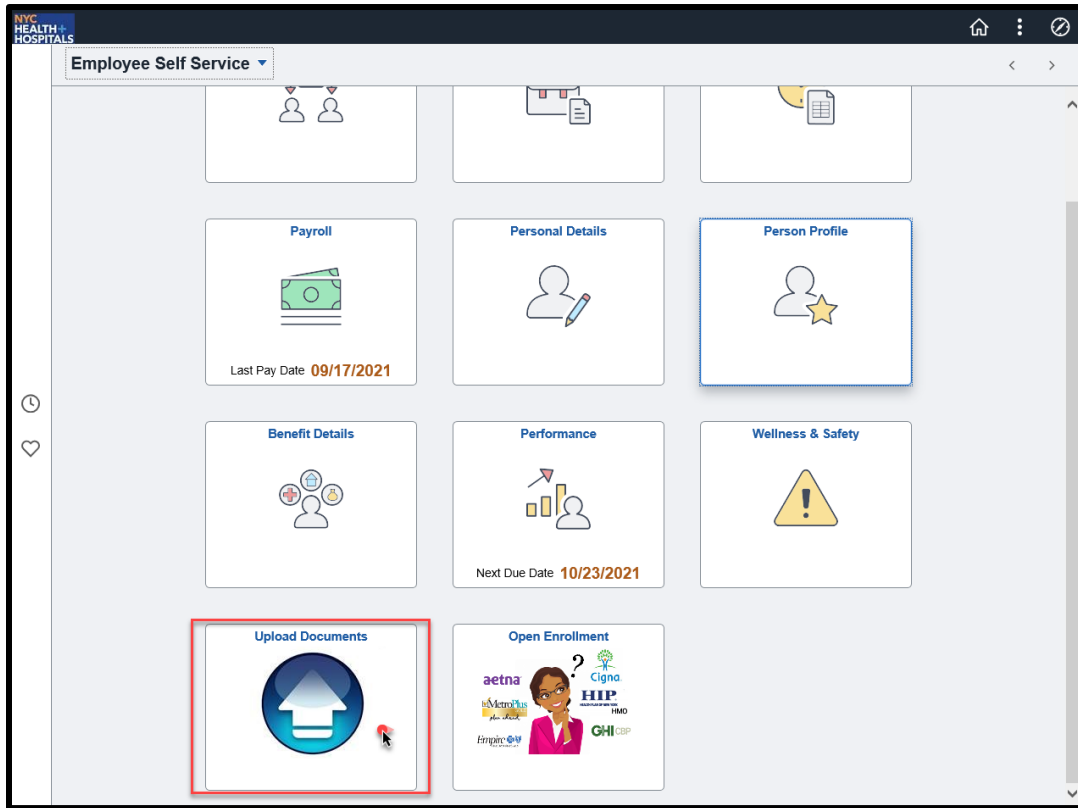 NYC
HEALTH+
HOSPITALS
Employee Self Service
Payroll
Last Pay Date 09/17/2021
Personal Details
Person Profile
Benefit Details
Performance
Next Due Date 10/23/2021
Wellness & Safety
Upload Documents
Open Enrollment
?
aetna
Cigna
MetroPlus
HIP
HMO
Empire
GHI CBP